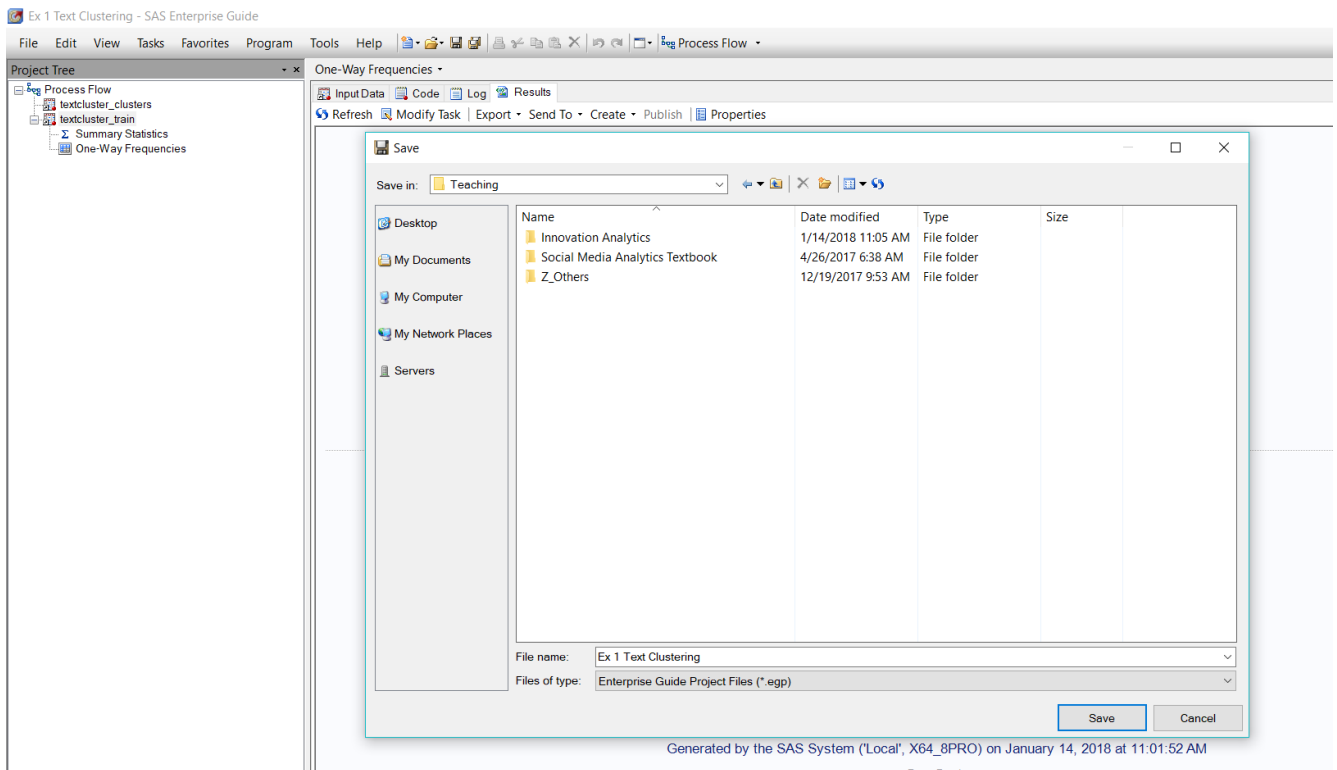 Ex 1 Text Clustering - SAS Enterprise Guide
File Edit View Tasks Favorites Program Tools Help Process Flow
Project Tree
Process Flow
textcluster_clusters
textcluster_train
Σ Summary Statistics
One-Way Frequencies
One-Way Frequencies
Input Data Code Log Results
Refresh Modify Task Export Send To Create Publish Properties
Save
Save in: Teaching
Desktop
My Documents
My Computer
My Network Places
Servers
Name Date modified Type Size
Innovation Analytics 1/14/2018 11:05 AM File folder
Social Media Analytics Textbook 4/26/2017 6:38 AM File folder
Z_Others 12/19/2017 9:53 AM File folder
File name: Ex 1 Text Clustering
Files of type: Enterprise Guide Project Files (*.egp)
Save Cancel
Generated by the SAS System ('Local', X64_8PRO) on January 14, 2018 at 11:01:52 AM